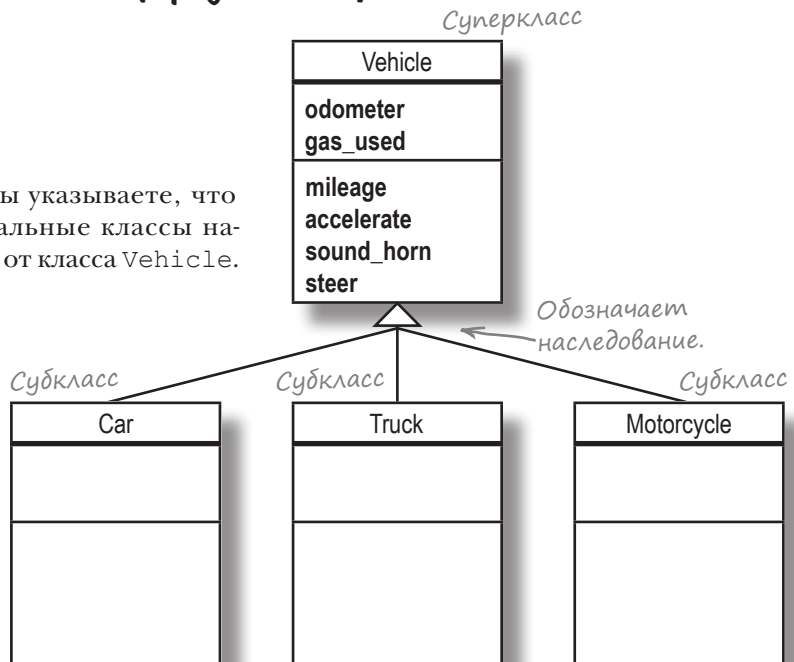 Суперкласс
Vehicle
odometer
gas_used
mileage
accelerate
sound_horn
steer
ы указываете, что
альные классы на-
от класса Vehicle.
Обозначает
наследование.
Субкласс
Субкласс
Субкласс
Car
Truck
Motorcycle